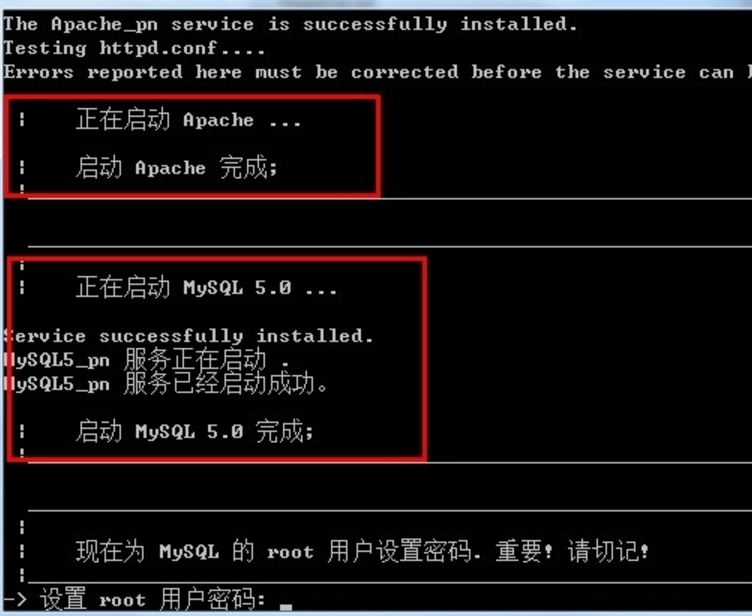 The Apache_pn service is successfully installed.
Testing httpd.conf....
Errors reported here must be corrected before the service can
正在启动 Apache ...
启动 Apache 完成;
正在启动 MySQL 5.0 ...
Service successfully installed.
MySQL5_pn 服务正在启动 .
MySQL5_pn 服务已经启动成功。
启动 MySQL 5.0 完成;
现在为 MySQL 的 root 用户设置密码. 重要! 请切记!
-> 设置 root 用户密码: